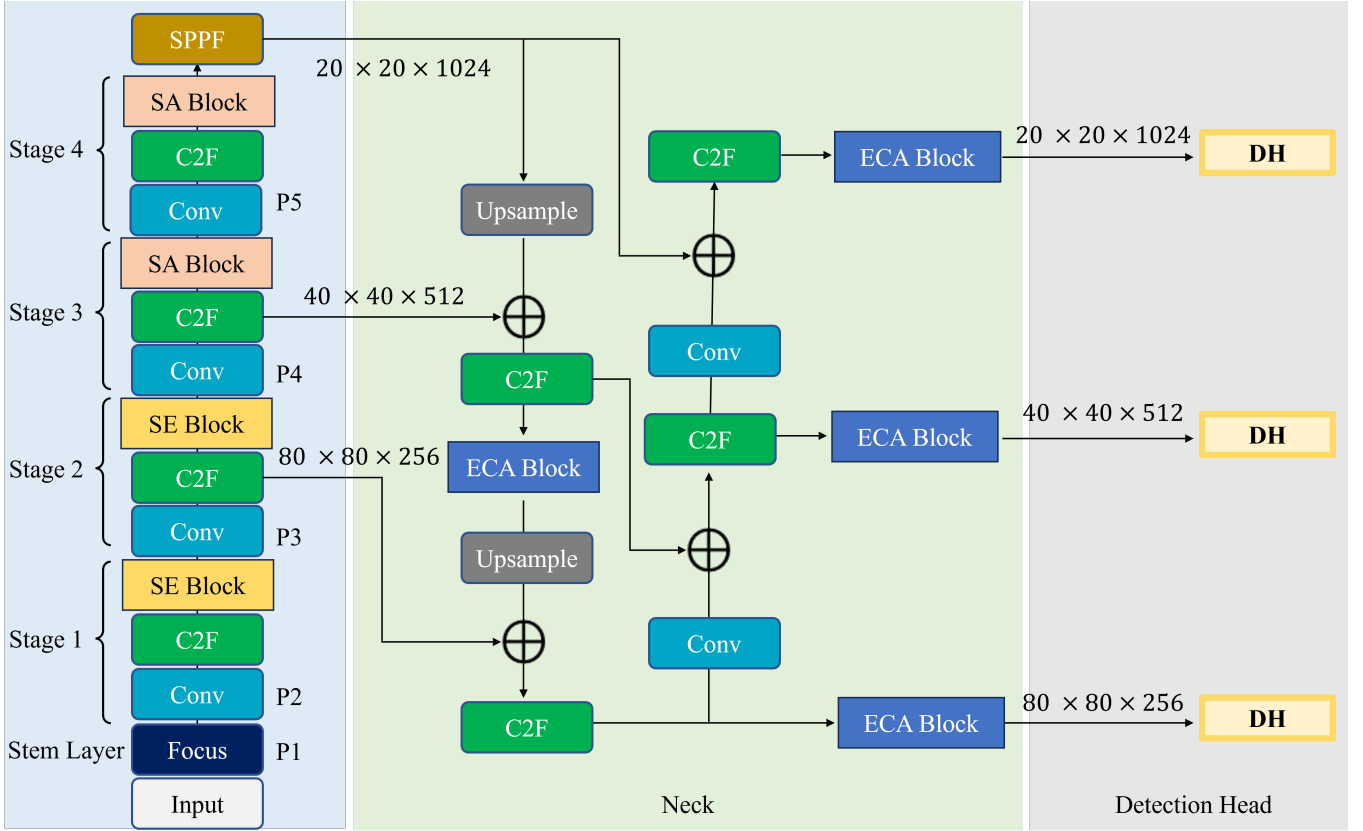 SPPF
20 × 20 × 1024
SA Block
Stage 4
C2F
Conv
P5
SA Block
Stage 3
C2F
40 × 40 × 512
Conv
P4
SE Block
Stage 2
C2F
80 × 80 × 256
Conv
P3
SE Block
Stage 1
C2F
Conv
P2
Stem Layer
Focus
P1
Input
Upsample
C2F
ECA Block
Upsample
C2F
C2F
ECA Block
Conv
C2F
ECA Block
Conv
ECA Block
Neck
20 × 20 × 1024
DH
40 × 40 × 512
DH
80 × 80 × 256
DH
Detection Head